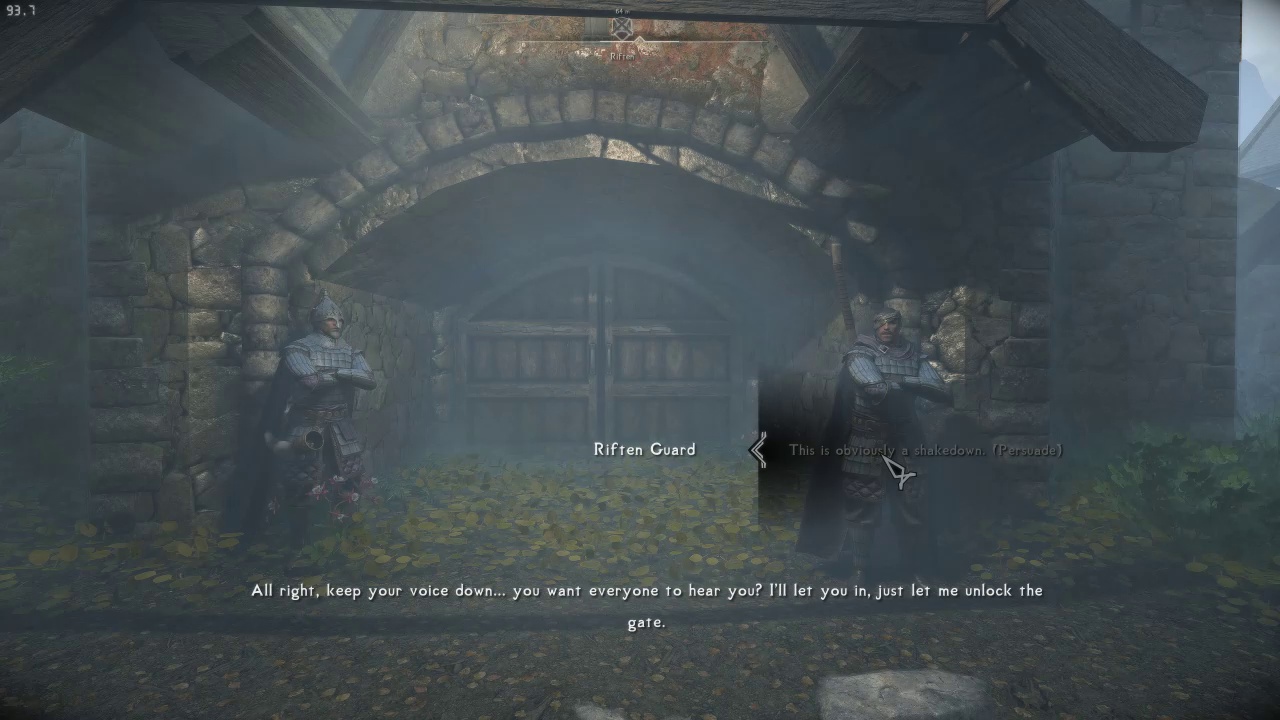 93.7
64 m
Riften
Riften Guard
This is obviously a shakedown. (Persuade)
All right, keep your voice down... you want everyone to hear you? I'll let you in, just let me unlock the
gate.